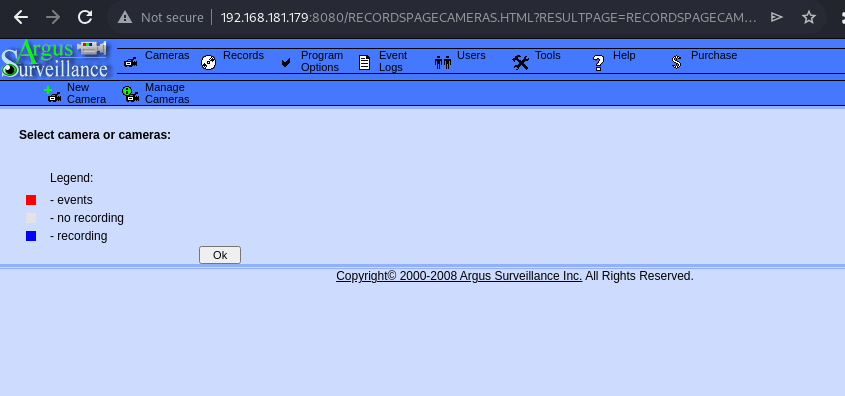 Not secure 192.168.181.179:8080/RECORDSPAGECAMERAS.HTML?RESULTPAGE=RECORDSPAGECAM...
Argus
Surveillance
Cameras Records Program Options Event Logs Users Tools Help Purchase
New Camera Manage Cameras
Select camera or cameras:
Legend:
- events
- no recording
- recording
Ok
Copyright© 2000-2008 Argus Surveillance Inc. All Rights Reserved.